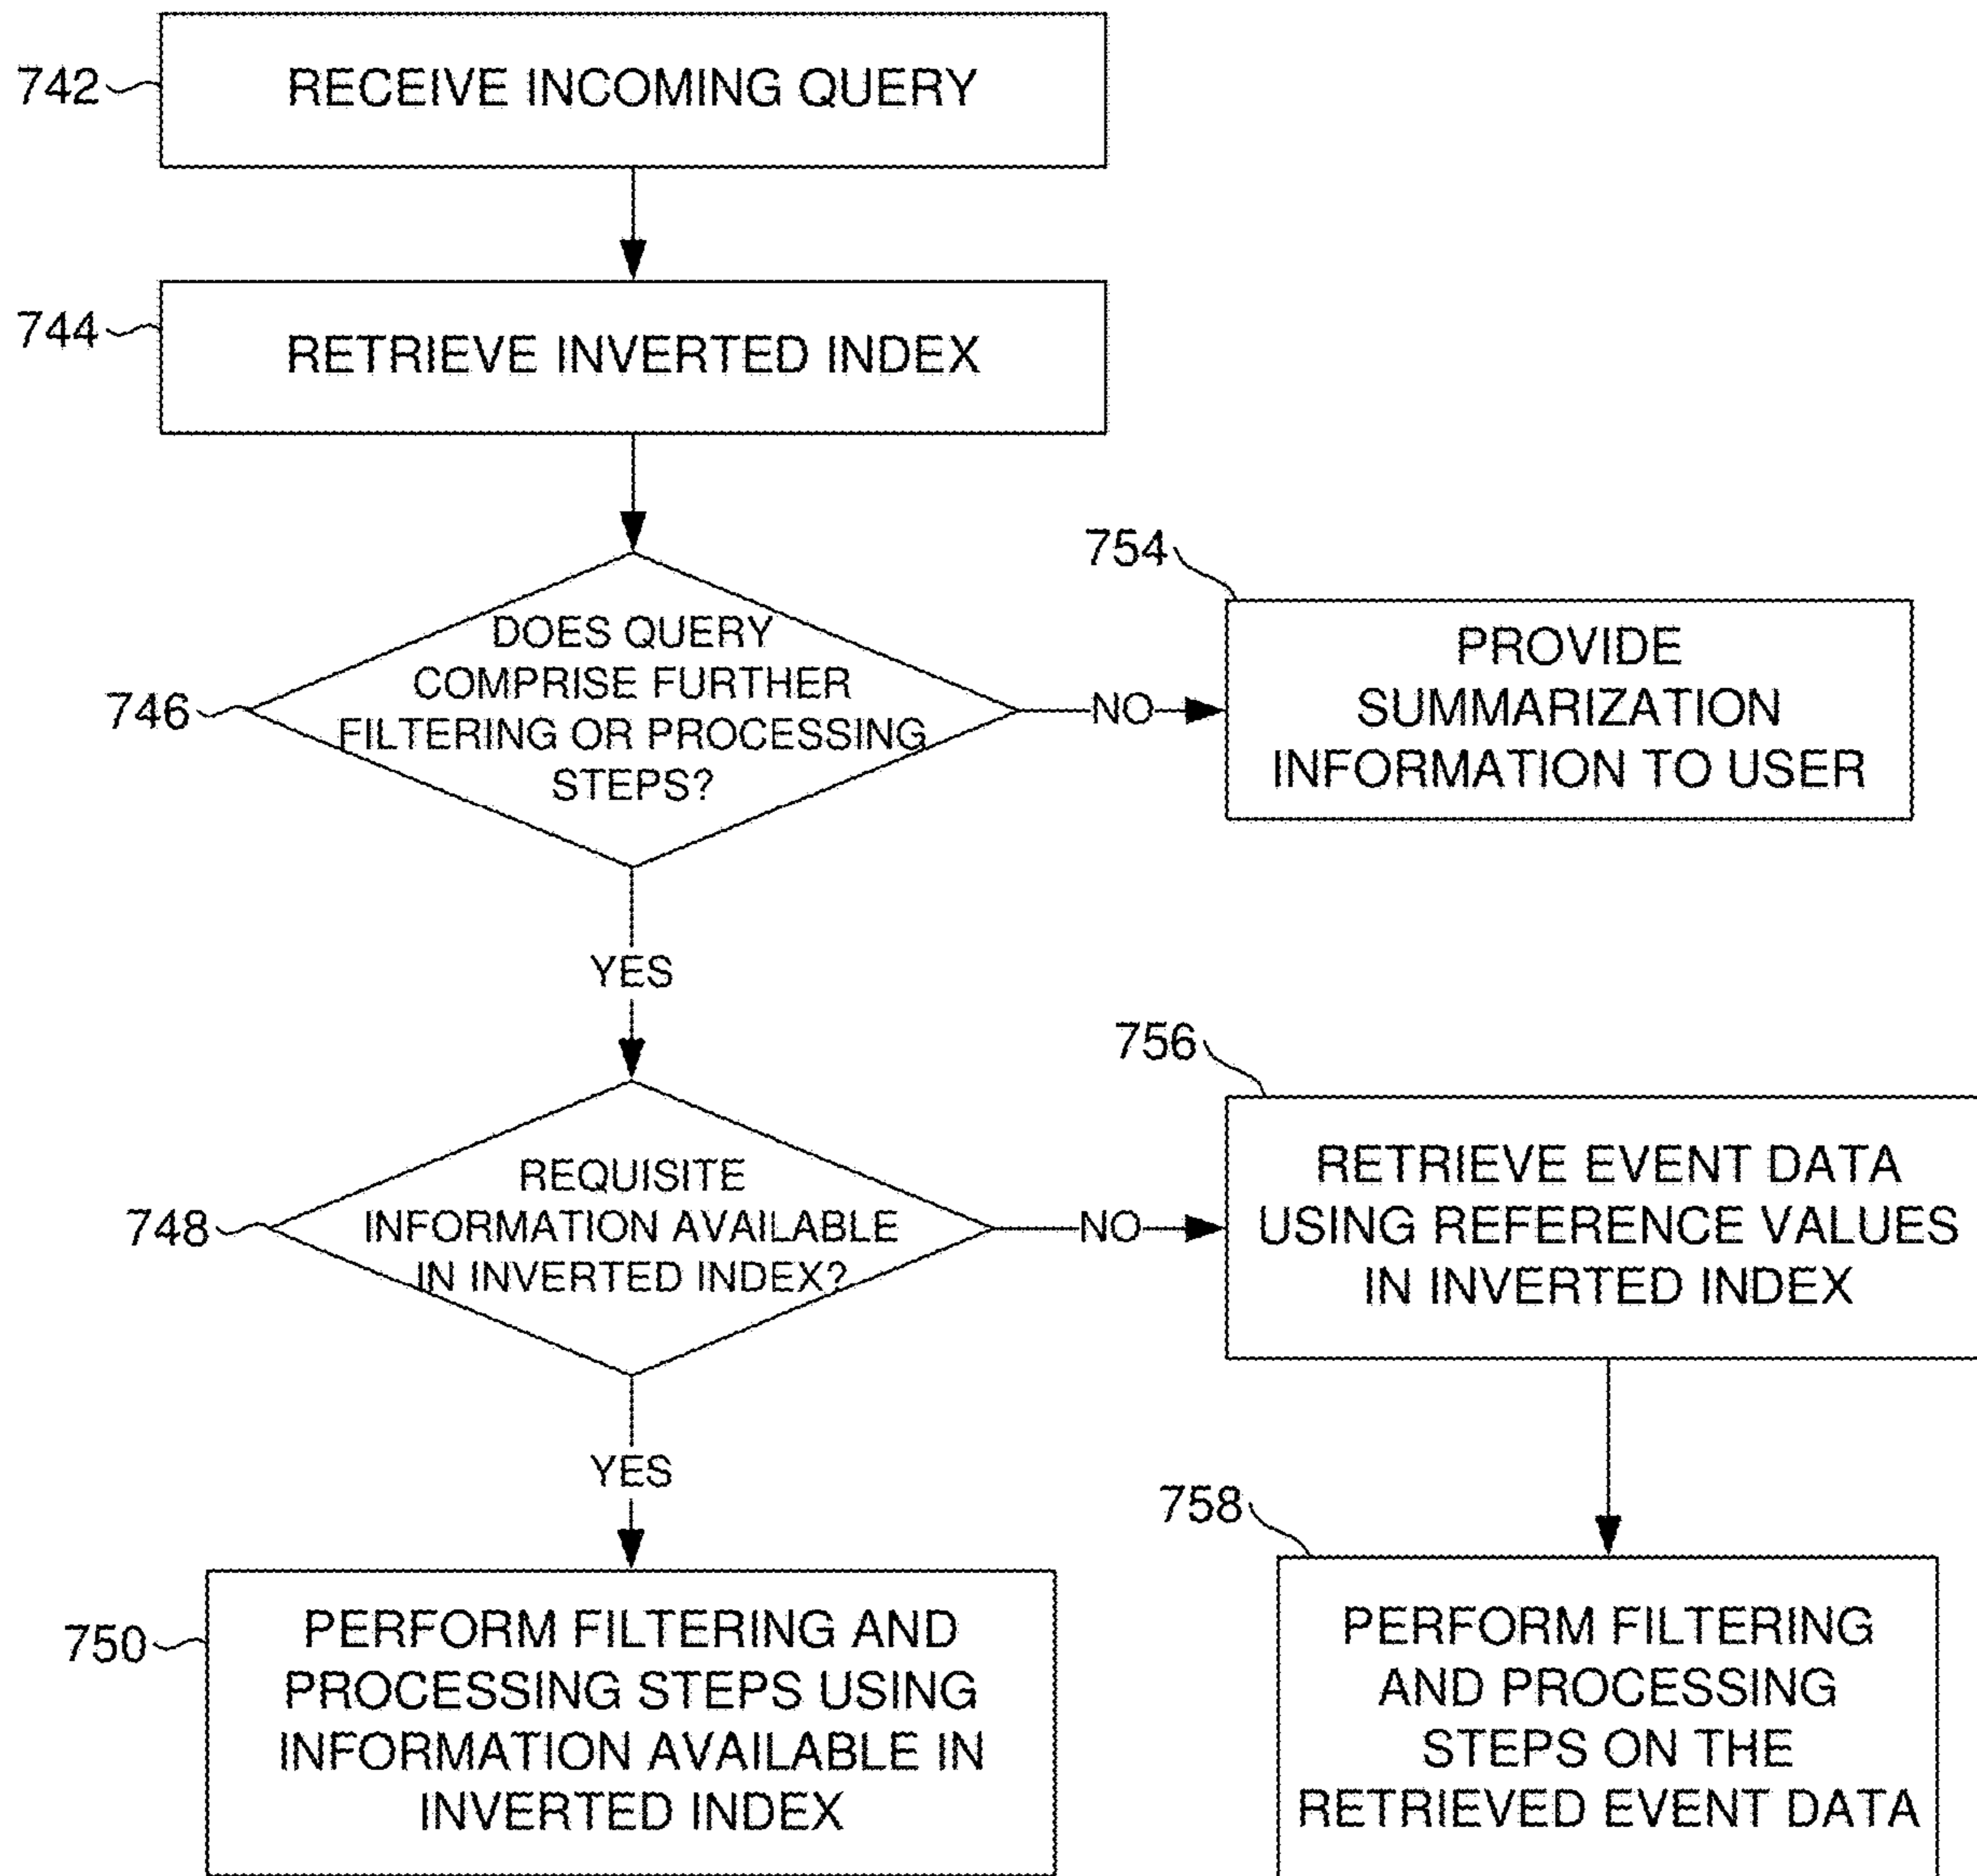 742
RECEIVE INCOMING QUERY
744
RETRIEVE INVERTED INDEX
746
DOES QUERY
COMPRISE FURTHER
FILTERING OR PROCESSING
STEPS?
NO
754
PROVIDE
SUMMARIZATION
INFORMATION TO USER
YES
748
REQUISITE
INFORMATION AVAILABLE
IN INVERTED INDEX?
NO
756
RETRIEVE EVENT DATA
USING REFERENCE VALUES
IN INVERTED INDEX
YES
750
PERFORM FILTERING AND
PROCESSING STEPS USING
INFORMATION AVAILABLE IN
INVERTED INDEX
758
PERFORM FILTERING
AND PROCESSING
STEPS ON THE
RETRIEVED EVENT DATA